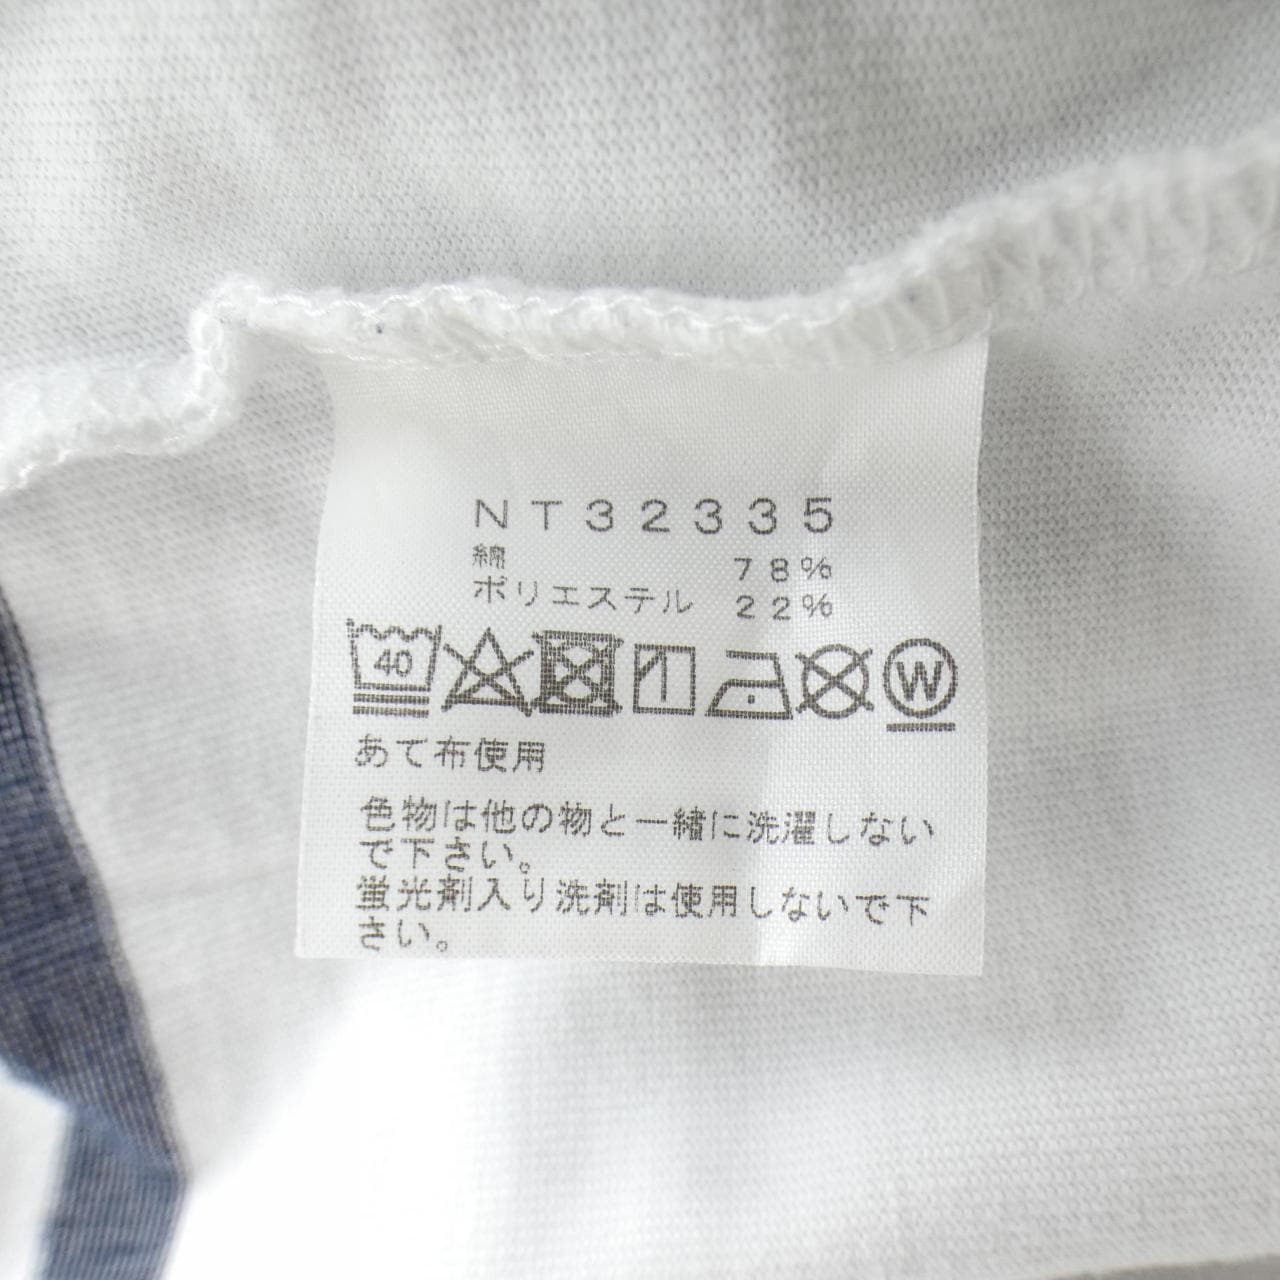 NT32335
綿 78%
ポリエステル 22%
40 W
あて布使用
色物は他の物と一緒に洗濯しない
で下さい。
蛍光剤入り洗剤は使用しないで下
さい。